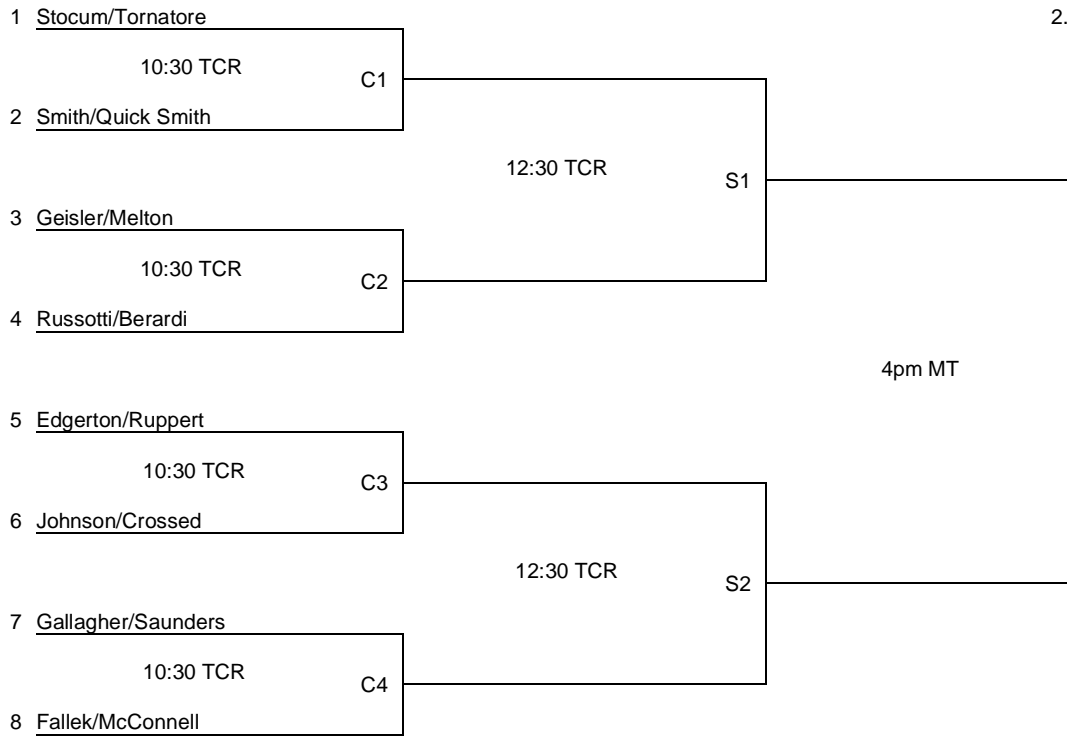 1 Stocum/Tornatore
2.
10:30 TCR
C1
2 Smith/Quick Smith
12:30 TCR
S1
3 Geisler/Melton
10:30 TCR
C2
4 Russotti/Berardi
4pm MT
5 Edgerton/Ruppert
10:30 TCR
C3
6 Johnson/Crossed
12:30 TCR
S2
7 Gallagher/Saunders
10:30 TCR
C4
8 Fallek/McConnell